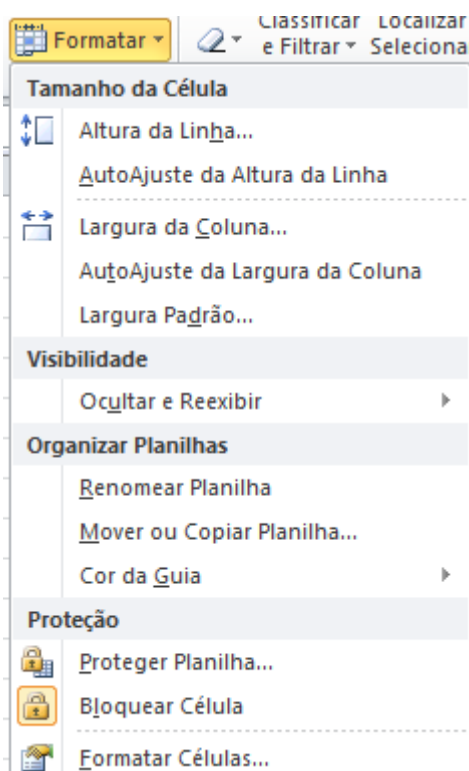 Formatar
Classificar Localizar
e Filtrar Seleciona
Tamanho da Célula
Altura da Linha...
AutoAjuste da Altura da Linha
Largura da Coluna...
AutoAjuste da Largura da Coluna
Largura Padrão...
Visibilidade
Ocultar e Reexibir
Organizar Planilhas
Renomear Planilha
Mover ou Copiar Planilha...
Cor da Guia
Proteção
Proteger Planilha...
Bloquear Célula
Formatar Células...